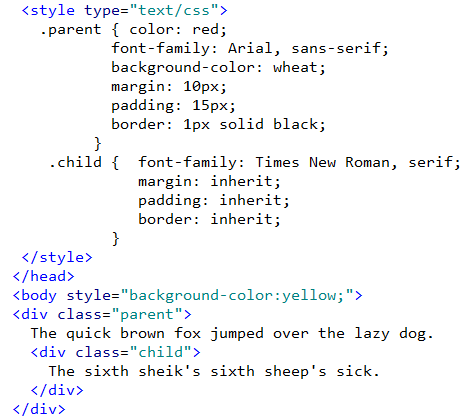 <style type="text/css">
.parent { color: red;
font-family: Arial, sans-serif;
background-color: wheat;
margin: 10px;
padding: 15px;
border: 1px solid black;
}
.child {  font-family: Times New Roman, serif;
margin: inherit;
padding: inherit;
border: inherit;
}
</style>
</head>
<body style="background-color:yellow;">
<div class="parent">
The quick brown fox jumped over the lazy dog.
<div class="child">
The sixth sheik's sixth sheep's sick.
</div>
</div>